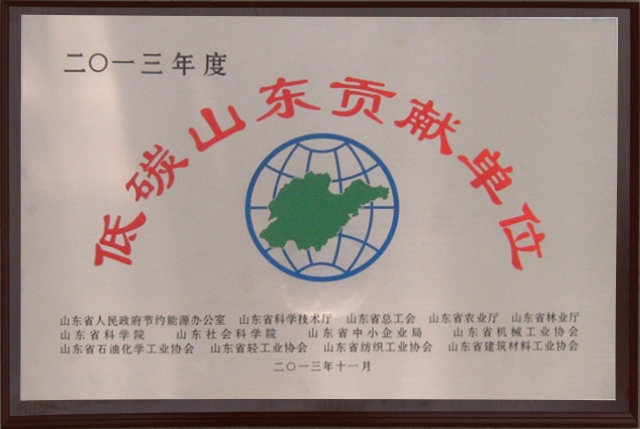 二〇一三年度
低碳山东贡献单位
山东省人民政府节约能源办公室 山东省科学技术厅 山东省总工会 山东省农业厅 山东省林业厅
山东省科学院 山东社会科学院 山东省中小企业局 山东省机械工业协会
山东省石油化学工业协会 山东省轻工业协会 山东省纺织工业协会 山东省建筑材料工业协会
二〇一三年十一月